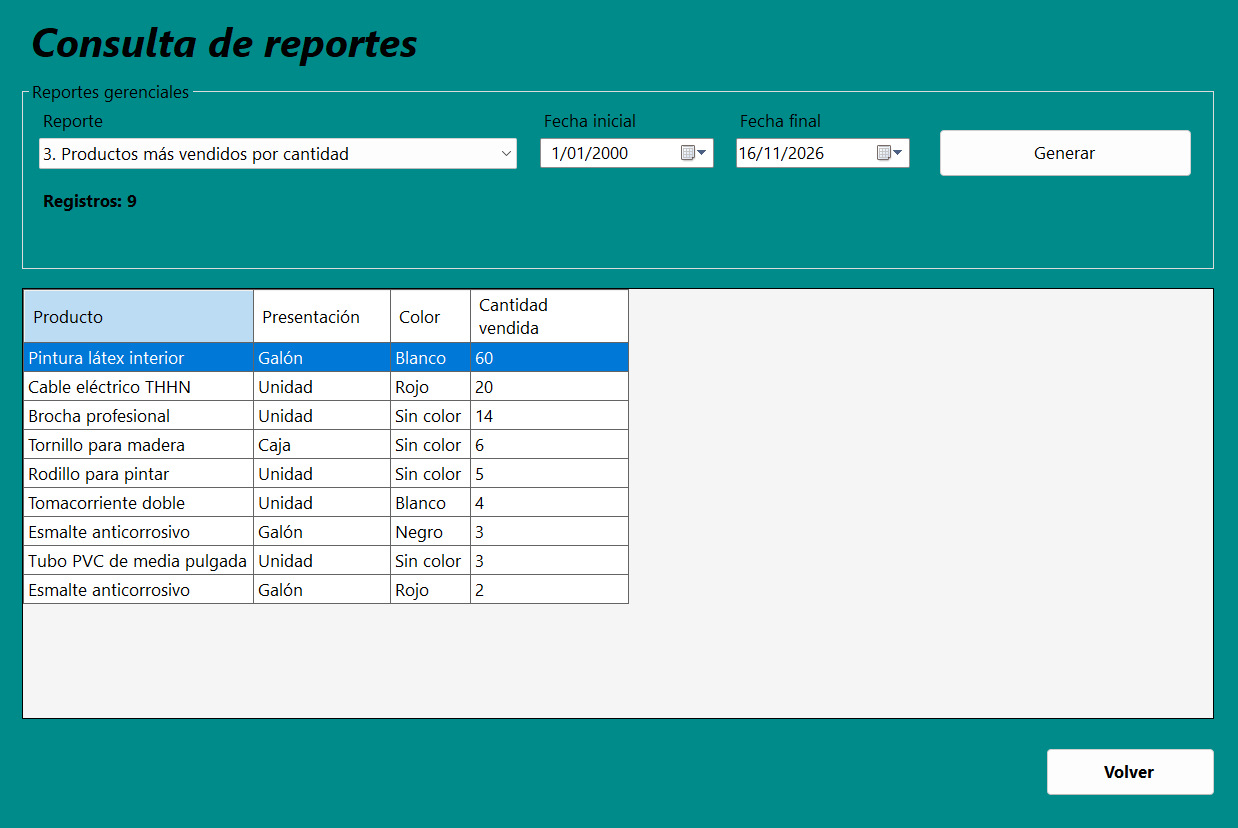 Consulta de reportes
Reportes gerenciales
Reporte Fecha inicial Fecha final
3. Productos más vendidos por cantidad 1/01/2000 16/11/2026 Generar
Registros: 9
Producto Presentación Color Cantidad vendida
Pintura látex interior Galón Blanco 60
Cable eléctrico THHN Unidad Rojo 20
Brocha profesional Unidad Sin color 14
Tornillo para madera Caja Sin color 6
Rodillo para pintar Unidad Sin color 5
Tomacorriente doble Unidad Blanco 4
Esmalte anticorrosivo Galón Negro 3
Tubo PVC de media pulgada Unidad Sin color 3
Esmalte anticorrosivo Galón Rojo 2
Volver